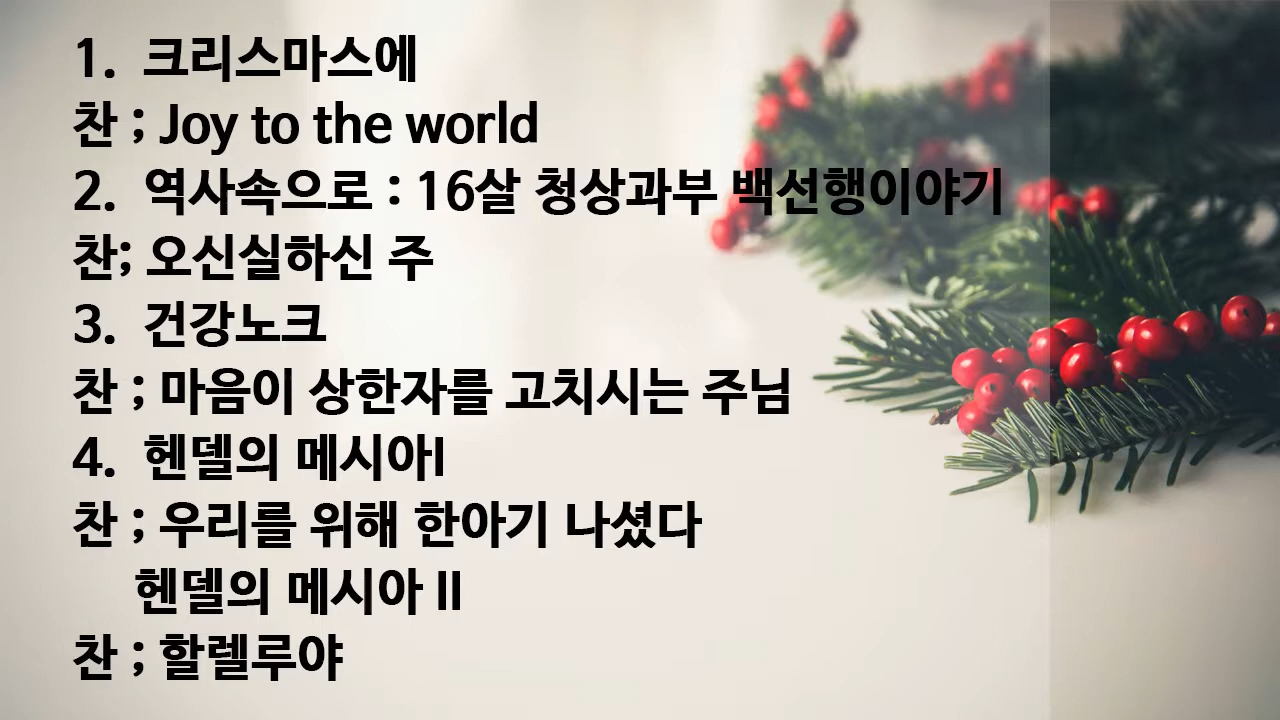 1. 크리스마스에
찬 ; Joy to the world
2. 역사속으로 : 16살 청상과부 백선행이야기
찬; 오신실하신 주
3. 건강노크
찬 ; 마음이 상한자를 고치시는 주님
4. 헨델의 메시아I
찬 ; 우리를 위해 한아기 나셨다
헨델의 메시아 II
찬 ; 할렐루야